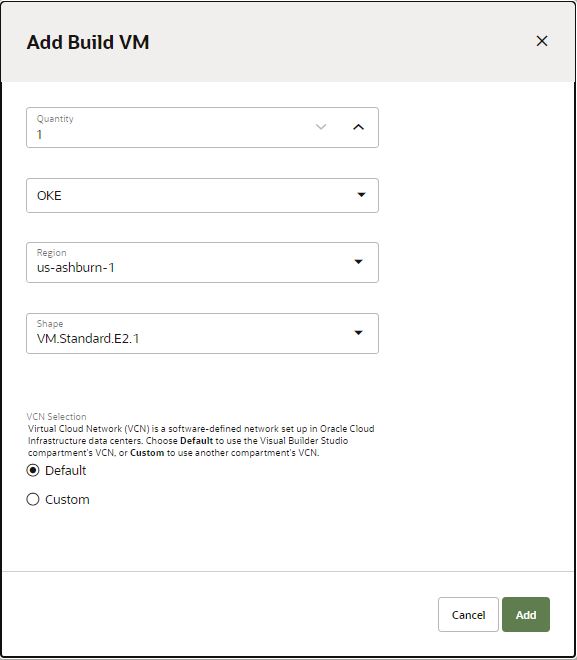 Add Build VM
Quantity
1
OKE
Region
us-ashburn-1
Shape
VM.Standard.E2.1
VCN Selection
Virtual Cloud Network (VCN) is a software-defined network set up in Oracle Cloud
Infrastructure data centers. Choose Default to use the Visual Builder Studio
compartment's VCN, or Custom to use another compartment's VCN.
Default
Custom
Cancel
Add